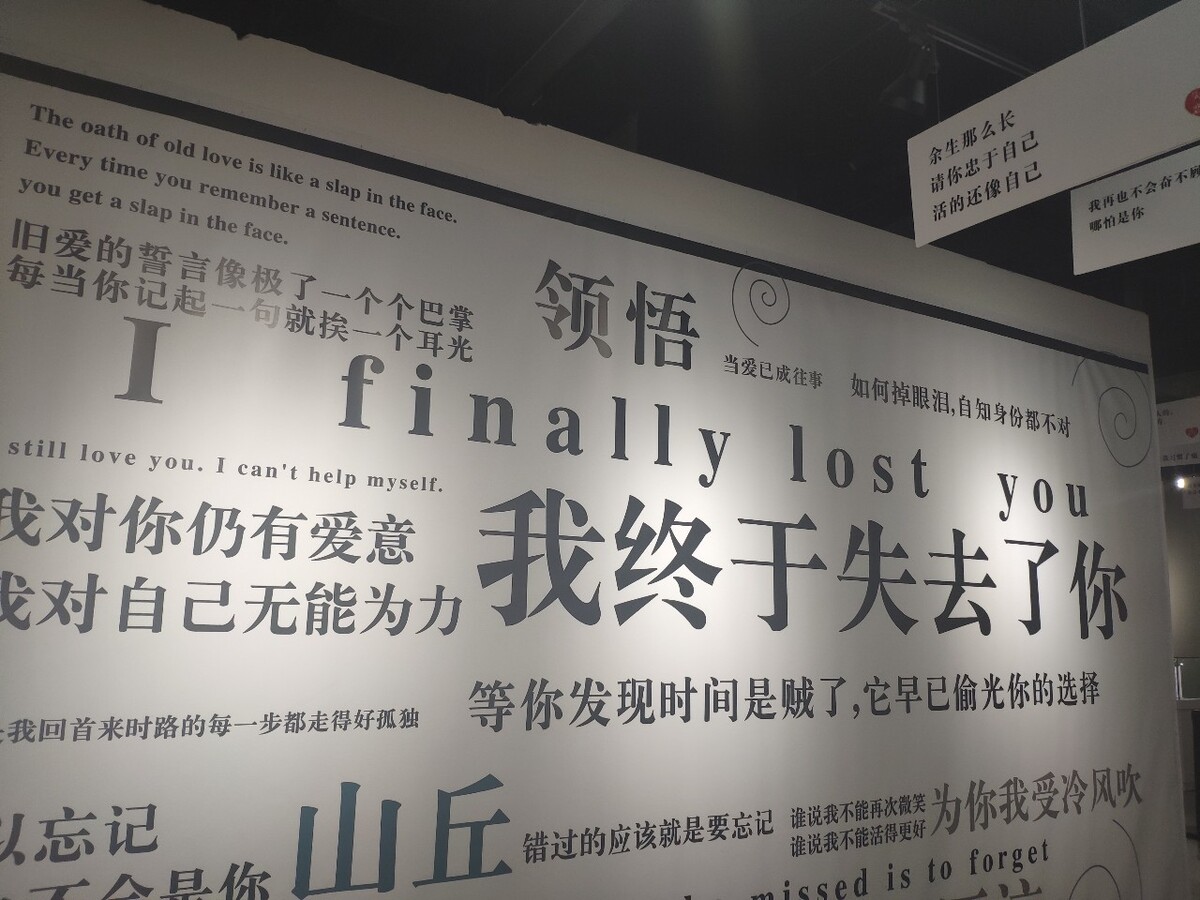 The oath of old love is like a slap in the face.
Every time you remember a sentence.
you get a slap in the face.
旧爱的誓言像极了一个个巴掌
每当你记起一句就挨一个耳光
领悟
当爱已成往事
如何掉眼泪,自知身份都不对
I finally lost you
still love you. I can't help myself.
我对你仍有爱意
我对自己无能为力
我终于失去了你
等你发现时间是贼了,它早已偷光你的选择
我回首来时路的每一步都走得好孤独
以忘记
不会是你
山丘
错过的应该就是要忘记
谁说我不能再次微笑
谁说我不能活得更好
为你我受冷风吹
missed is to forget
余生那么长
请你忠于自己
活的还像自己
我再也不会奋不顾
哪怕是你